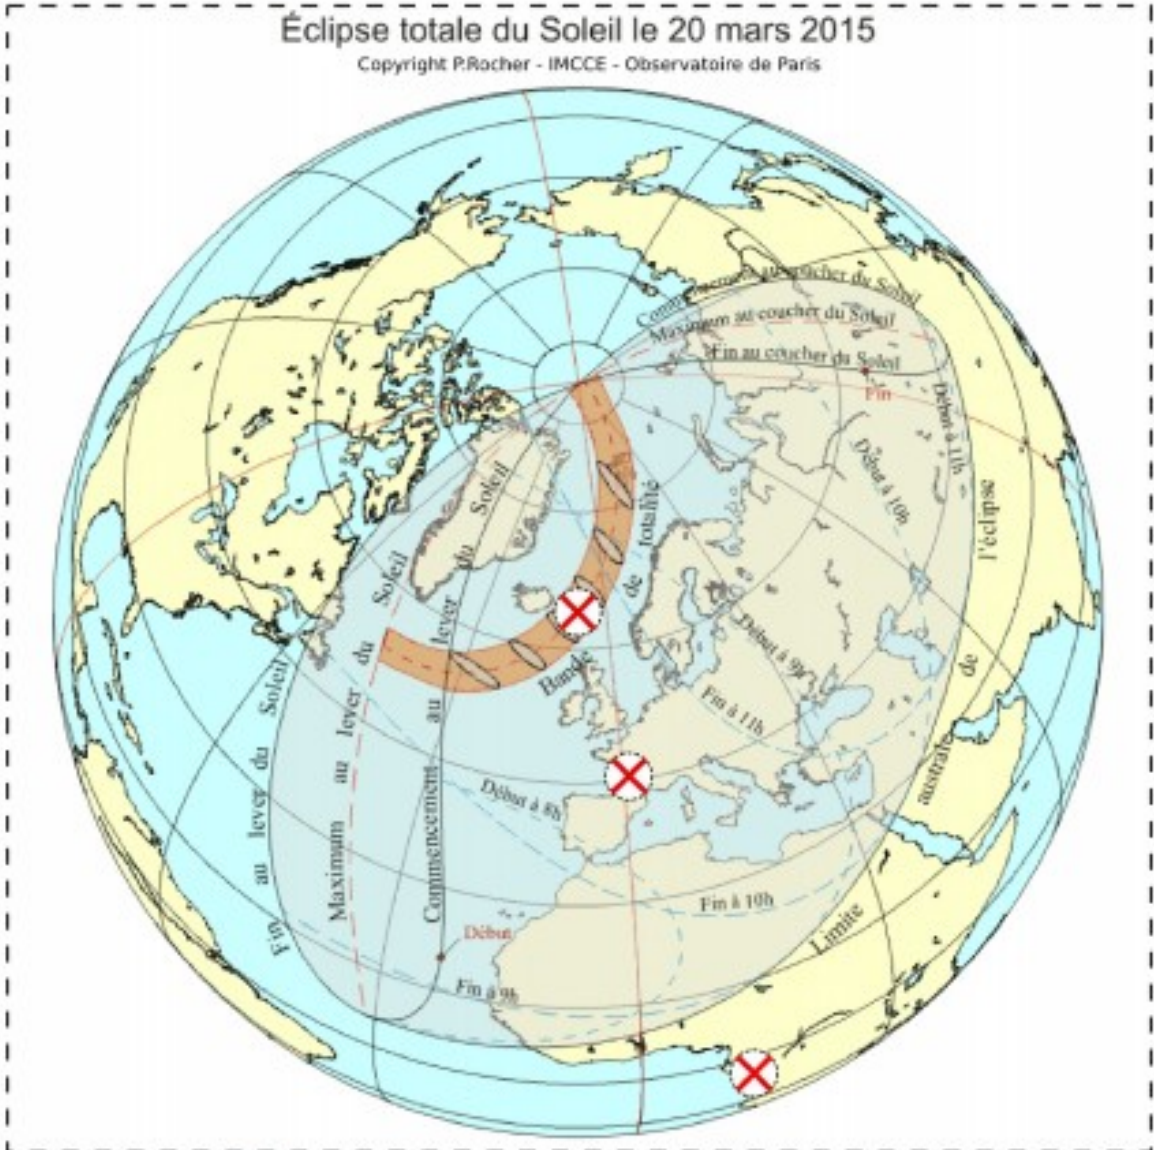 Éclipse totale du Soleil le 20 mars 2015
Copyright P.Rocher - IMCCE - Observatoire de Paris
Commencement au coucher du Soleil
Maximum au coucher du Soleil
Fin au coucher du Soleil
Fin
Début à 11h
Début à 10h
Début à 9h
Fin à 11h
Bande de totalité
Début à 8h
Fin à 10h
Fin à 9h
Début
Commencement au lever du Soleil
Maximum au lever du Soleil
Fin au lever du Soleil
Limite australe de l'éclipse